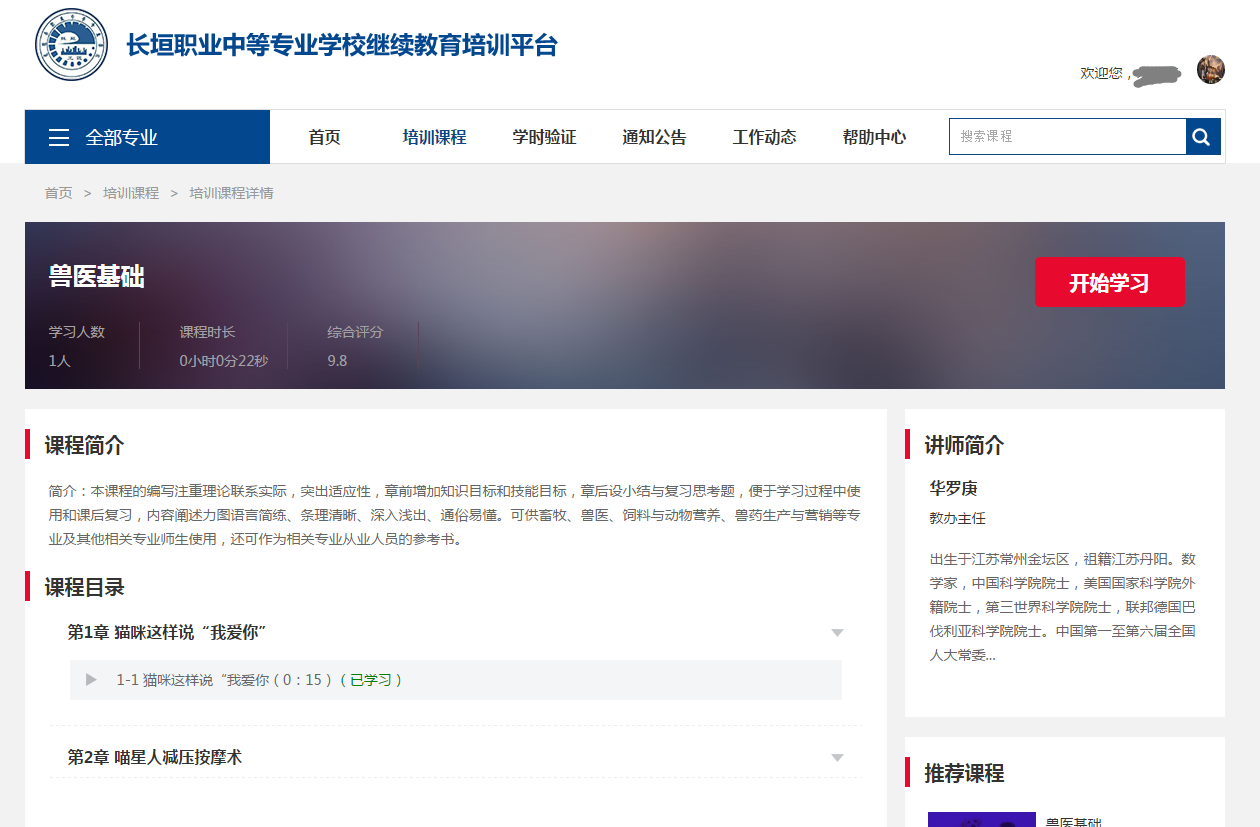 长垣职业中等专业学校继续教育培训平台
欢迎您，
全部专业
首页
培训课程
学时验证
通知公告
工作动态
帮助中心
搜索课程
首页 > 培训课程 > 培训课程详情
兽医基础
开始学习
学习人数
课程时长
综合评分
1人
0小时0分22秒
9.8
课程简介
简介：本课程的编写注重理论联系实际，突出适应性，章前增加知识目标和技能目标，章后设小结与复习思考题，便于学习过程中使
用和课后复习，内容阐述力图语言简练、条理清晰、深入浅出、通俗易懂。可供畜牧、兽医、饲料与动物营养、兽药生产与营销等专
业及其他相关专业师生使用，还可作为相关专业从业人员的参考书。
课程目录
第1章 猫咪这样说“我爱你”
1-1 猫咪这样说“我爱你（0：15）（已学习）
第2章 喵星人减压按摩术
讲师简介
华罗庚
教办主任
出生于江苏常州金坛区，祖籍江苏丹阳。数
学家，中国科学院院士，美国国家科学院外
籍院士，第三世界科学院院士，联邦德国巴
伐利亚科学院院士。中国第一至第六届全国
人大常委...
推荐课程
兽医基础